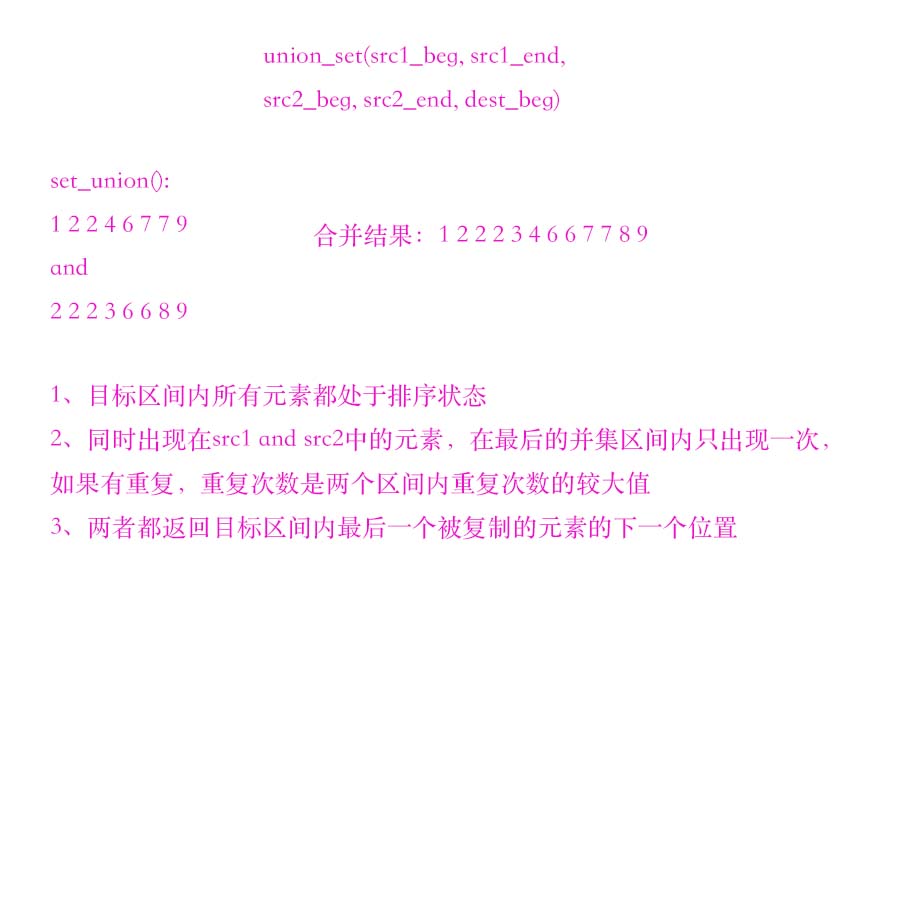 union_set(src1_beg, src1_end,
src2_beg, src2_end, dest_beg)
set_union():
1 2 2 4 6 7 7 9
合并结果：1 2 2 2 3 4 6 6 7 7 8 9
and
2 2 2 3 6 6 8 9
1、目标区间内所有元素都处于排序状态
2、同时出现在src1 and src2中的元素，在最后的并集区间内只出现一次，
如果有重复，重复次数是两个区间内重复次数的较大值
3、两者都返回目标区间内最后一个被复制的元素的下一个位置